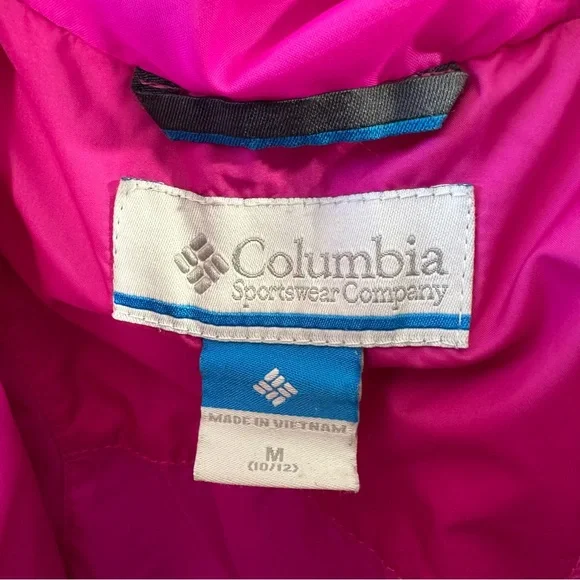 Columbia
Sportswear Company
MADE IN VIETNAM
M
(10/12)